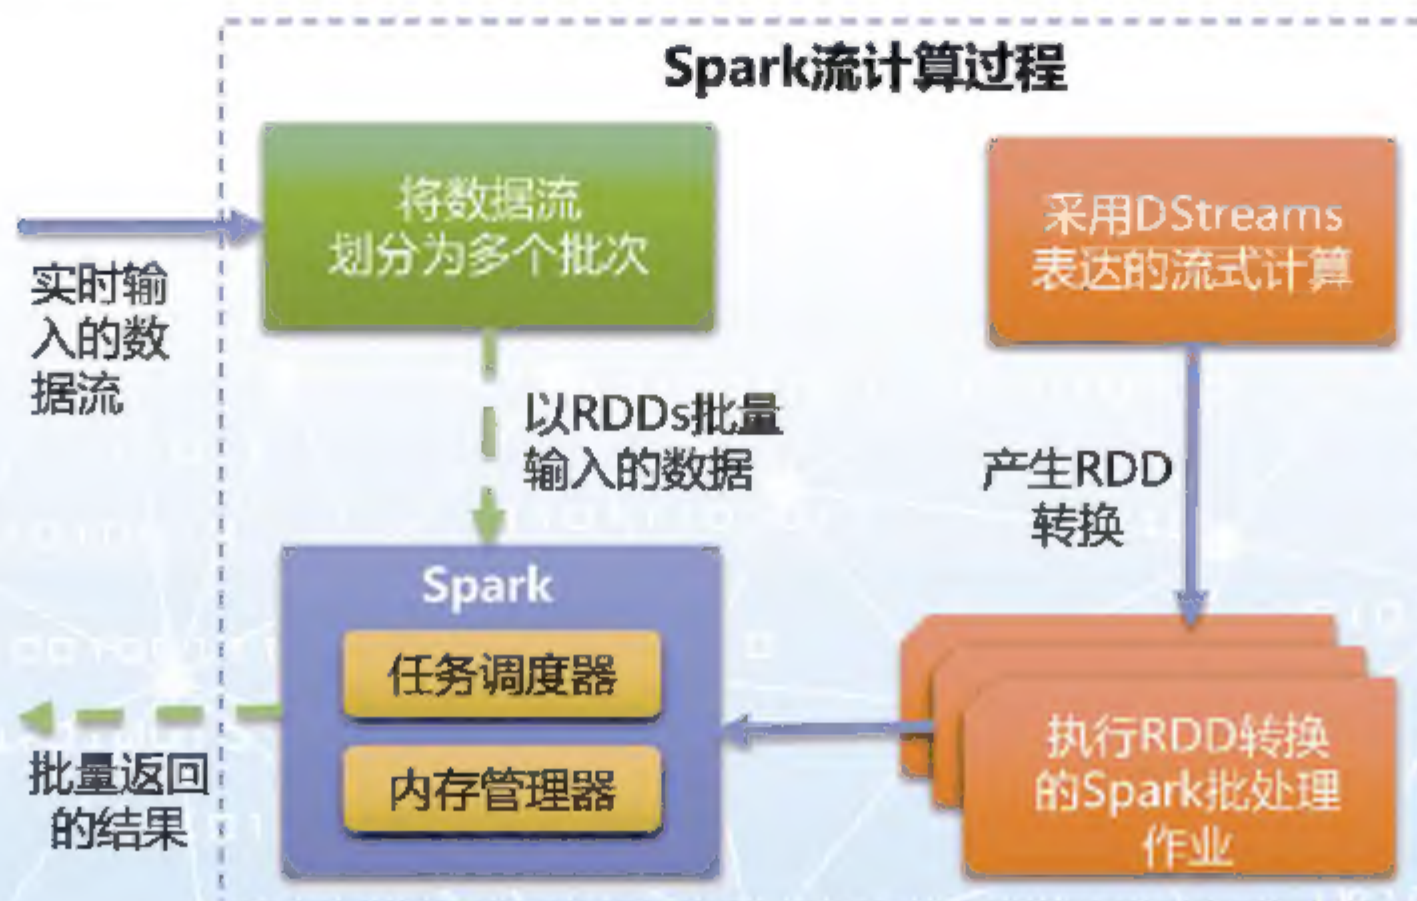 Spark流计算过程
将数据流
划分为多个批次
采用DStreams
表达的流式计算
实时输
入的数
据流
以RDDs批量
输入的数据
产生RDD
转换
Spark
任务调度器
内存管理器
执行RDD转换
的Spark批处理
作业
批量返回
的结果